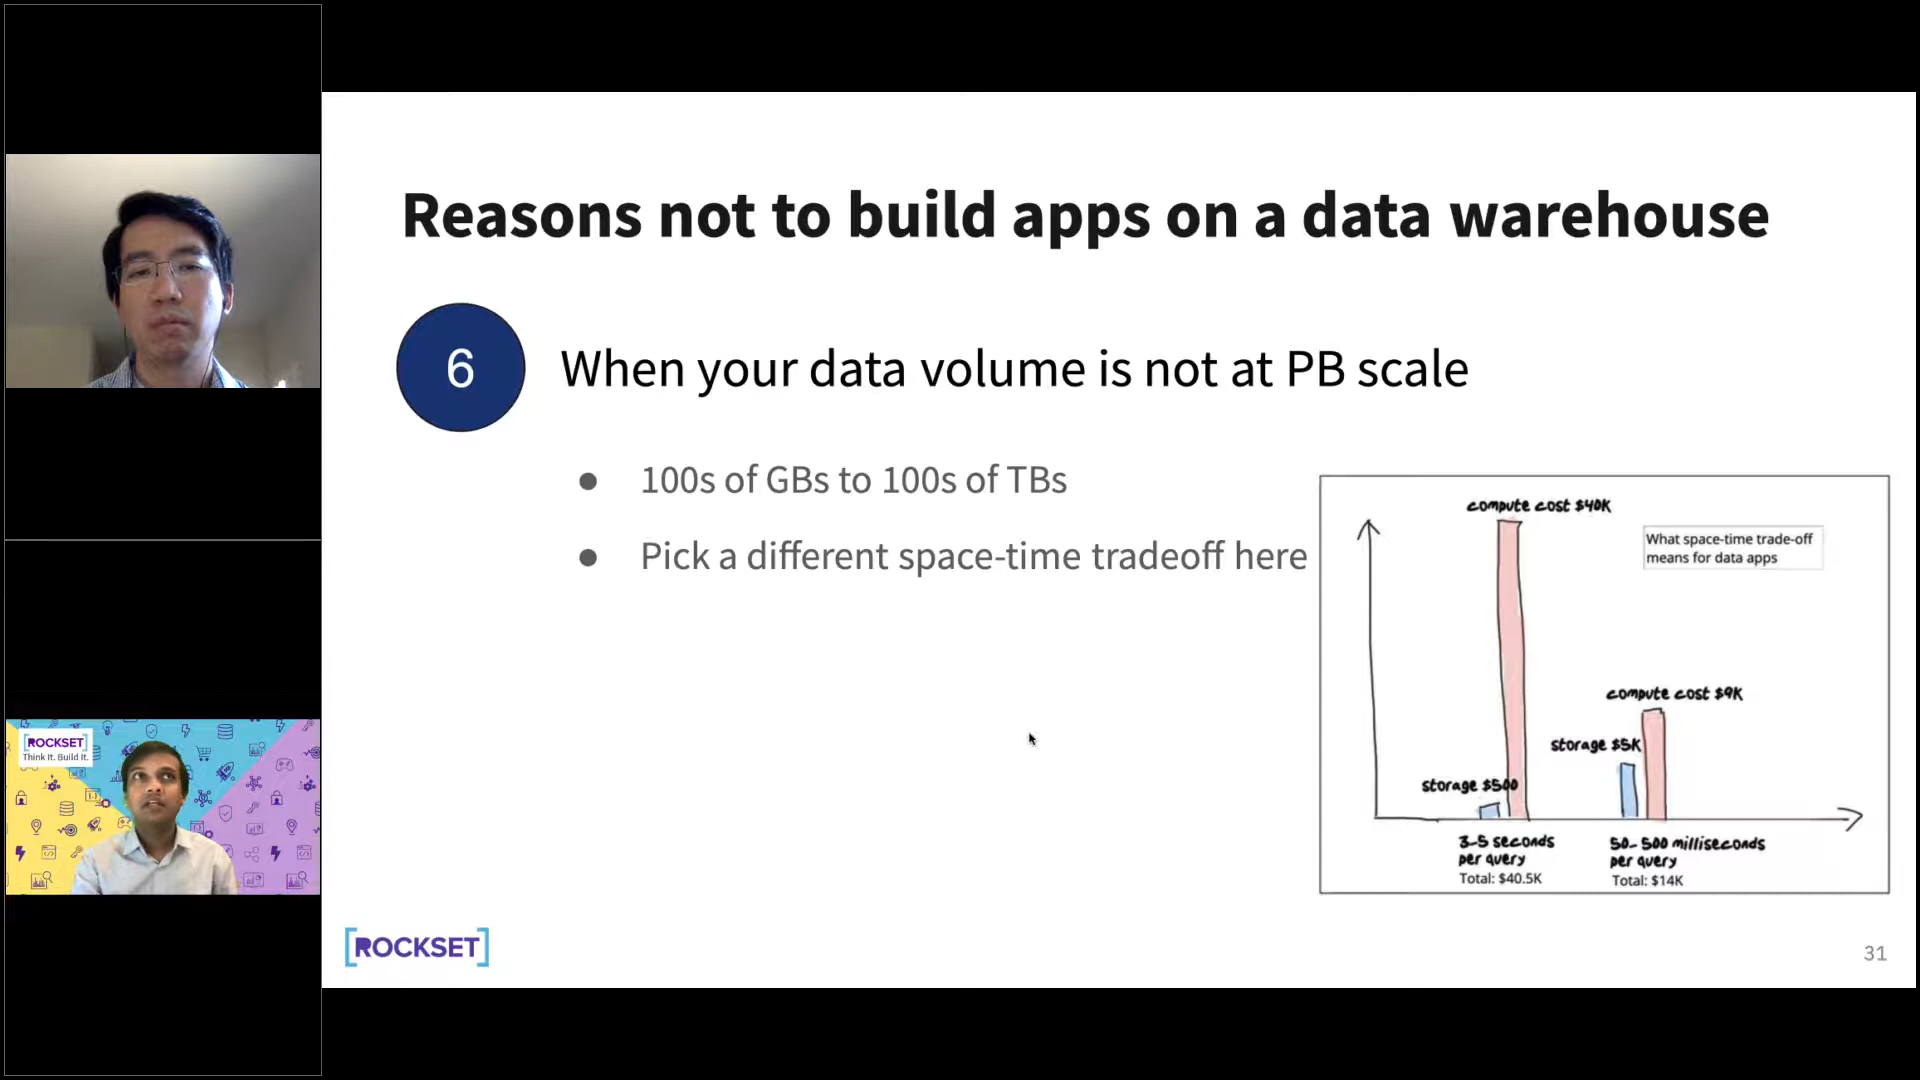 Reasons not to build apps on a data warehouse
6
When your data volume is not at PB scale
● 100s of GBs to 100s of TBs
● Pick a different space-time tradeoff here
compute cost $40K
What space-time trade-off
means for data apps
compute cost $9K
storage $5K
storage $500
3-5 seconds
per query
Total: $40.5K
50-500 milliseconds
per query
Total: $14K
[ROCKSET]
Think It. Build It.
[ROCKSET]
31